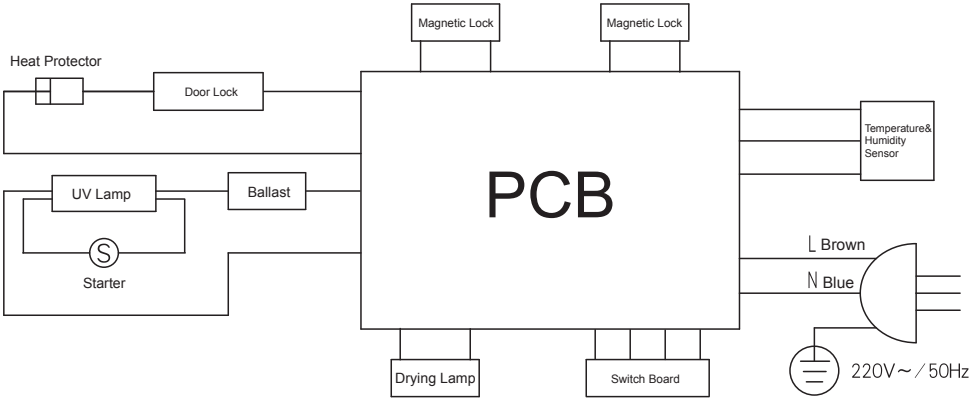 Magnetic Lock
Magnetic Lock
Heat Protector
Door Lock
Temperature&
Humidity
Sensor
PCB
UV Lamp
Ballast
S
Starter
L Brown
N Blue
Drying Lamp
Switch Board
220V~/50Hz